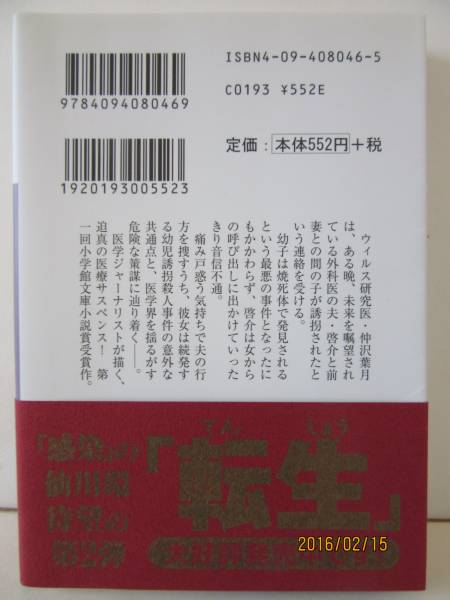 ISBN4-09-408046-5
C0193 ¥552E
定価：本体552円＋税
9784094080469
1920193005523
ウイルス研究医・仲沢葉月
は、ある晩、未来を嘱望され
ている外科医の夫・啓介と前
妻との間の子が誘拐されたと
いう連絡を受ける。
幼子は焼死体で発見される
という最悪の事件となったに
もかかわらず、啓介は女から
の呼び出しに出かけていった
きり音信不通。
痛み戸惑う気持ちで夫の行
方を捜すうち、彼女は続発す
る幼児誘拐殺人事件の意外な
共通点と、医学界を揺るがす
危険な策謀に辿り着く――。
医学ジャーナリストが描く、
迫真の医療サスペンス！　第
一回小学館文庫小説賞受賞作。
『感染』の
仙川環
待望の
第2弾
てん しょう
「転生」
2016/02/15